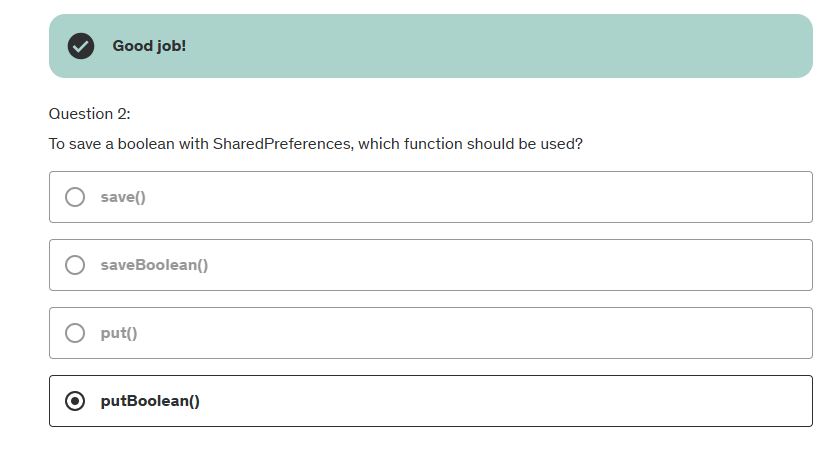 Good job!
Question 2:
To save a boolean with SharedPreferences, which function should be used?
save()
saveBoolean()
put()
putBoolean()